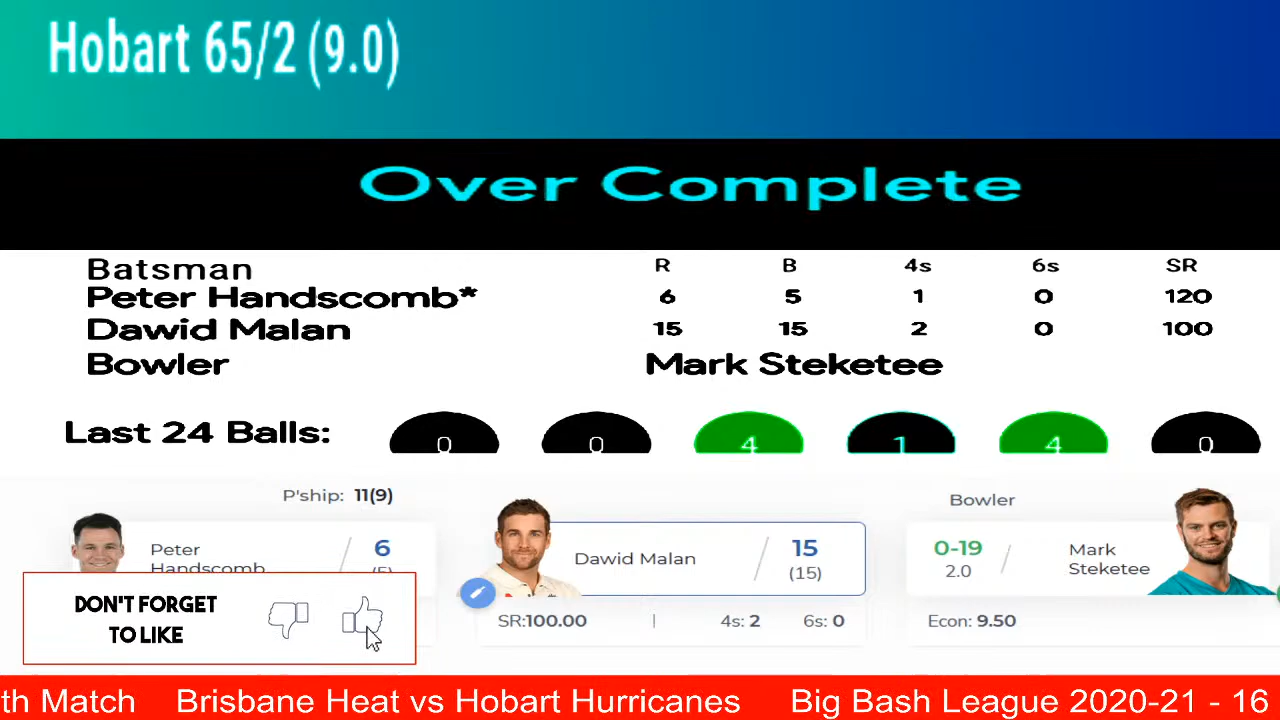 Hobart 65/2 (9.0)
Over Complete
Batsman R B 4s 6s SR
Peter Handscomb* 6 5 1 0 120
Dawid Malan 15 15 2 0 100
Bowler Mark Steketee
Last 24 Balls: 0 0 4 1 4 0
P'ship: 11(9)
Bowler
Peter Handscomb / 6
Dawid Malan / 15
(15)
0-19 / Mark
2.0 Steketee
DON'T FORGET
TO LIKE
SR:100.00 | 4s: 2 6s: 0
Econ: 9.50
th Match Brisbane Heat vs Hobart Hurricanes Big Bash League 2020-21 - 16